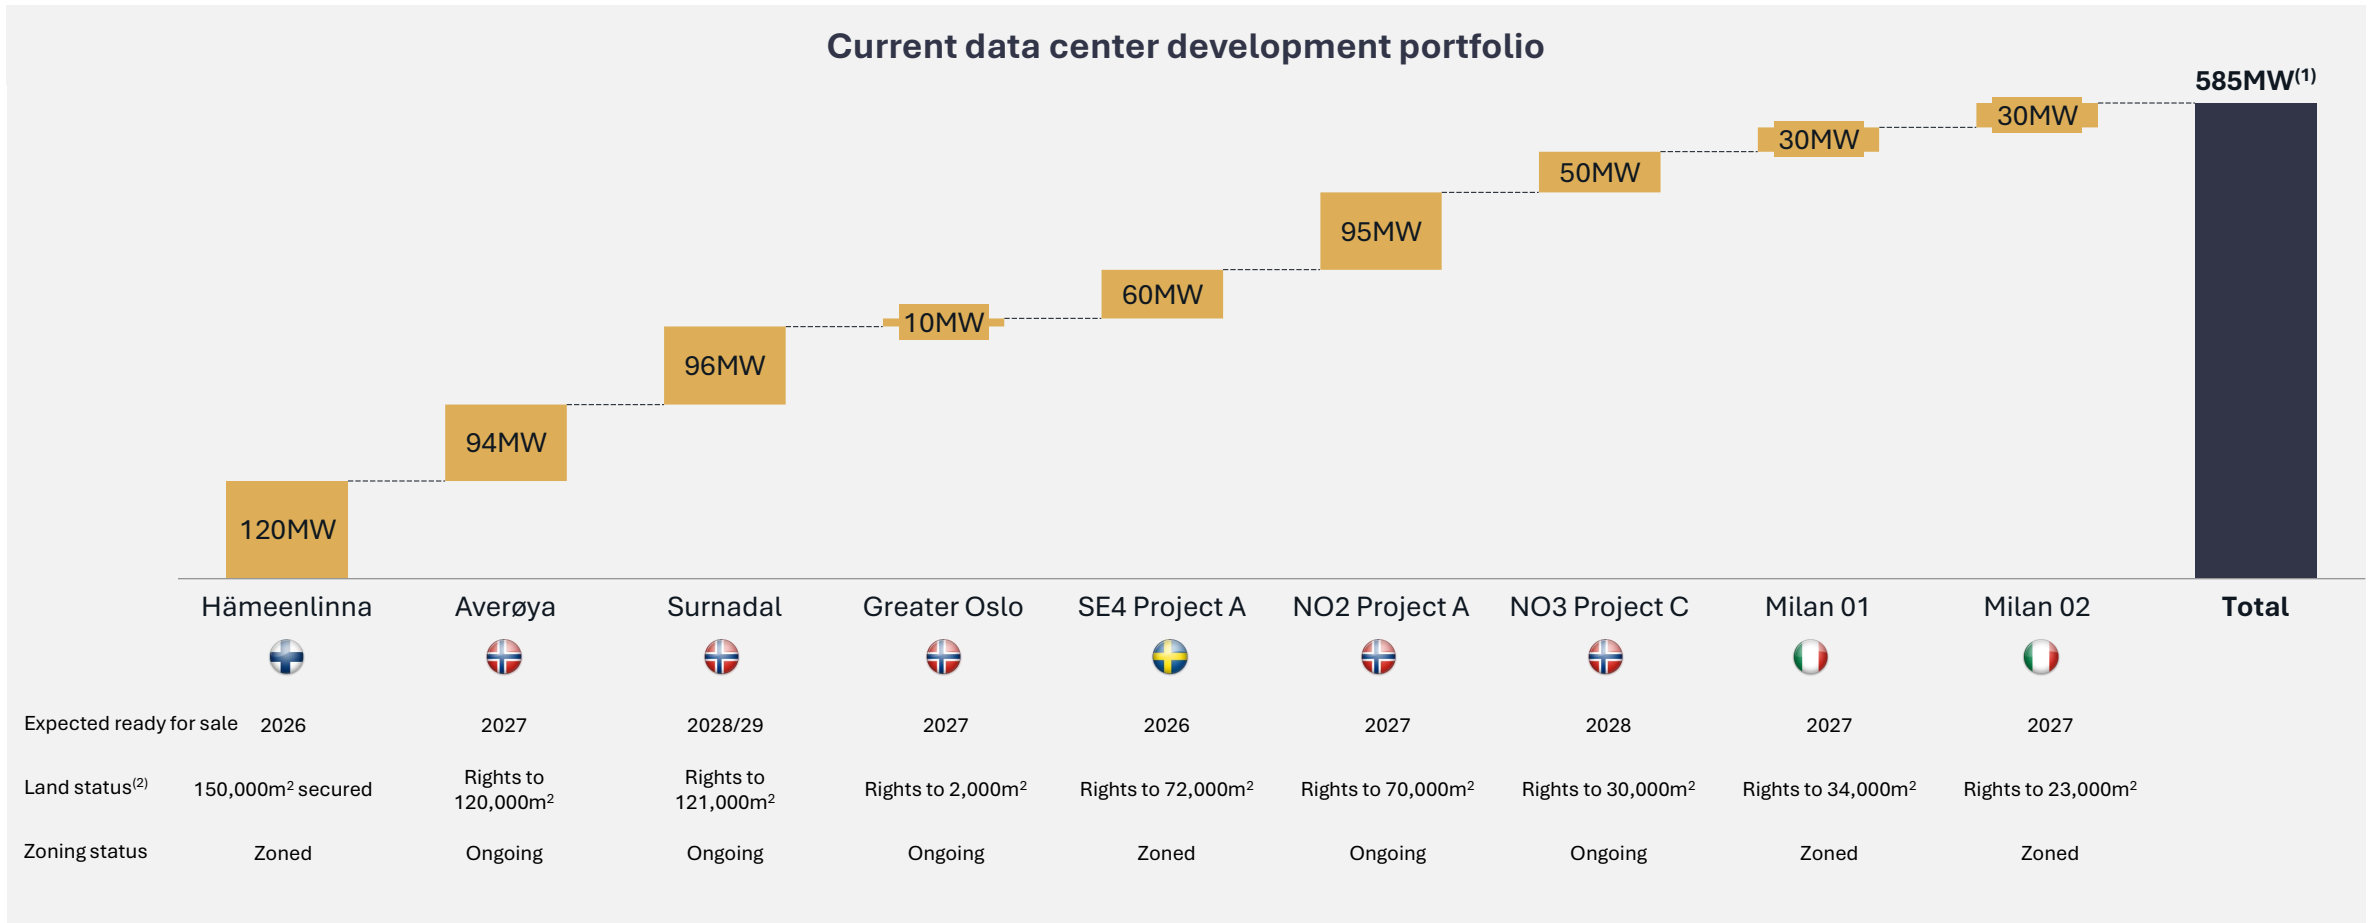 Current data center development portfolio
585MW(1)
30MW
30MW
50MW
95MW
60MW
10MW
96MW
94MW
120MW
Hämeenlinna Averøya Surnadal Greater Oslo SE4 Project A NO2 Project A NO3 Project C Milan 01 Milan 02 Total
Expected ready for sale 2026 2027 2028/29 2027 2026 2027 2028 2027 2027
Land status(2) 150,000m² secured Rights to 120,000m² Rights to 121,000m² Rights to 2,000m² Rights to 72,000m² Rights to 70,000m² Rights to 30,000m² Rights to 34,000m² Rights to 23,000m²
Zoning status Zoned Ongoing Ongoing Ongoing Zoned Ongoing Ongoing Zoned Zoned